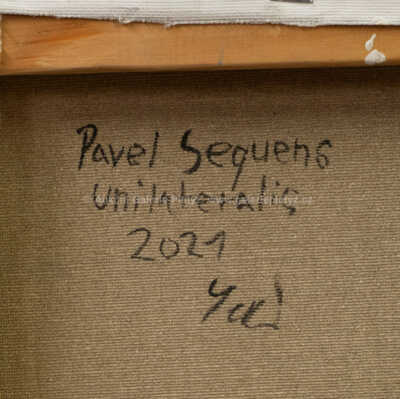 Pavel Sequens
Unilateralis
2021